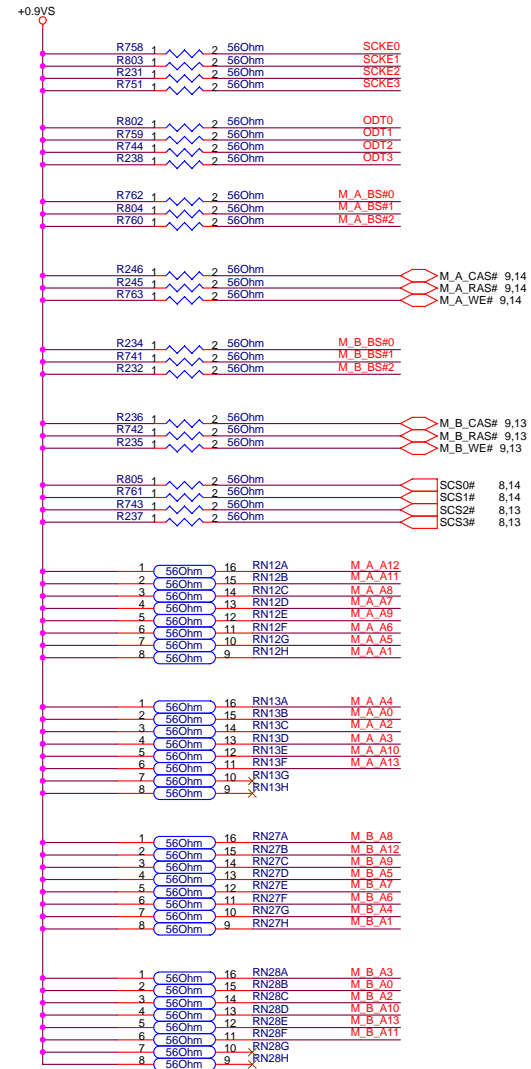 +0.9VS
R758 1 2 56Ohm SCKE0
R803 1 2 56Ohm SCKE1
R231 1 2 56Ohm SCKE2
R751 1 2 56Ohm SCKE3
R802 1 2 56Ohm ODT0
R759 1 2 56Ohm ODT1
R744 1 2 56Ohm ODT2
R238 1 2 56Ohm ODT3
R762 1 2 56Ohm M_A_BS#0
R804 1 2 56Ohm M_A_BS#1
R760 1 2 56Ohm M_A_BS#2
R246 1 2 56Ohm M_A_CAS# 9,14
R245 1 2 56Ohm M_A_RAS# 9,14
R763 1 2 56Ohm M_A_WE# 9,14
R234 1 2 56Ohm M_B_BS#0
R741 1 2 56Ohm M_B_BS#1
R232 1 2 56Ohm M_B_BS#2
R236 1 2 56Ohm M_B_CAS# 9,13
R742 1 2 56Ohm M_B_RAS# 9,13
R235 1 2 56Ohm M_B_WE# 9,13
R805 1 2 56Ohm SCS0# 8,14
R761 1 2 56Ohm SCS1# 8,14
R743 1 2 56Ohm SCS2# 8,13
R237 1 2 56Ohm SCS3# 8,13
1 56Ohm 16 RN12A M_A_A12
2 56Ohm 15 RN12B M_A_A11
3 56Ohm 14 RN12C M_A_A8
4 56Ohm 13 RN12D M_A_A7
5 56Ohm 12 RN12E M_A_A9
6 56Ohm 11 RN12F M_A_A6
7 56Ohm 10 RN12G M_A_A5
8 56Ohm 9 RN12H M_A_A1
1 56Ohm 16 RN13A M_A_A4
2 56Ohm 15 RN13B M_A_A0
3 56Ohm 14 RN13C M_A_A2
4 56Ohm 13 RN13D M_A_A3
5 56Ohm 12 RN13E M_A_A10
6 56Ohm 11 RN13F M_A_A13
7 56Ohm 10 RN13G
8 56Ohm 9 RN13H
1 56Ohm 16 RN27A M_B_A8
2 56Ohm 15 RN27B M_B_A12
3 56Ohm 14 RN27C M_B_A9
4 56Ohm 13 RN27D M_B_A5
5 56Ohm 12 RN27E M_B_A7
6 56Ohm 11 RN27F M_B_A6
7 56Ohm 10 RN27G M_B_A4
8 56Ohm 9 RN27H M_B_A1
1 56Ohm 16 RN28A M_B_A3
2 56Ohm 15 RN28B M_B_A0
3 56Ohm 14 RN28C M_B_A2
4 56Ohm 13 RN28D M_B_A10
5 56Ohm 12 RN28E M_B_A13
6 56Ohm 11 RN28F M_B_A11
7 56Ohm 10 RN28G
8 56Ohm 9 RN28H